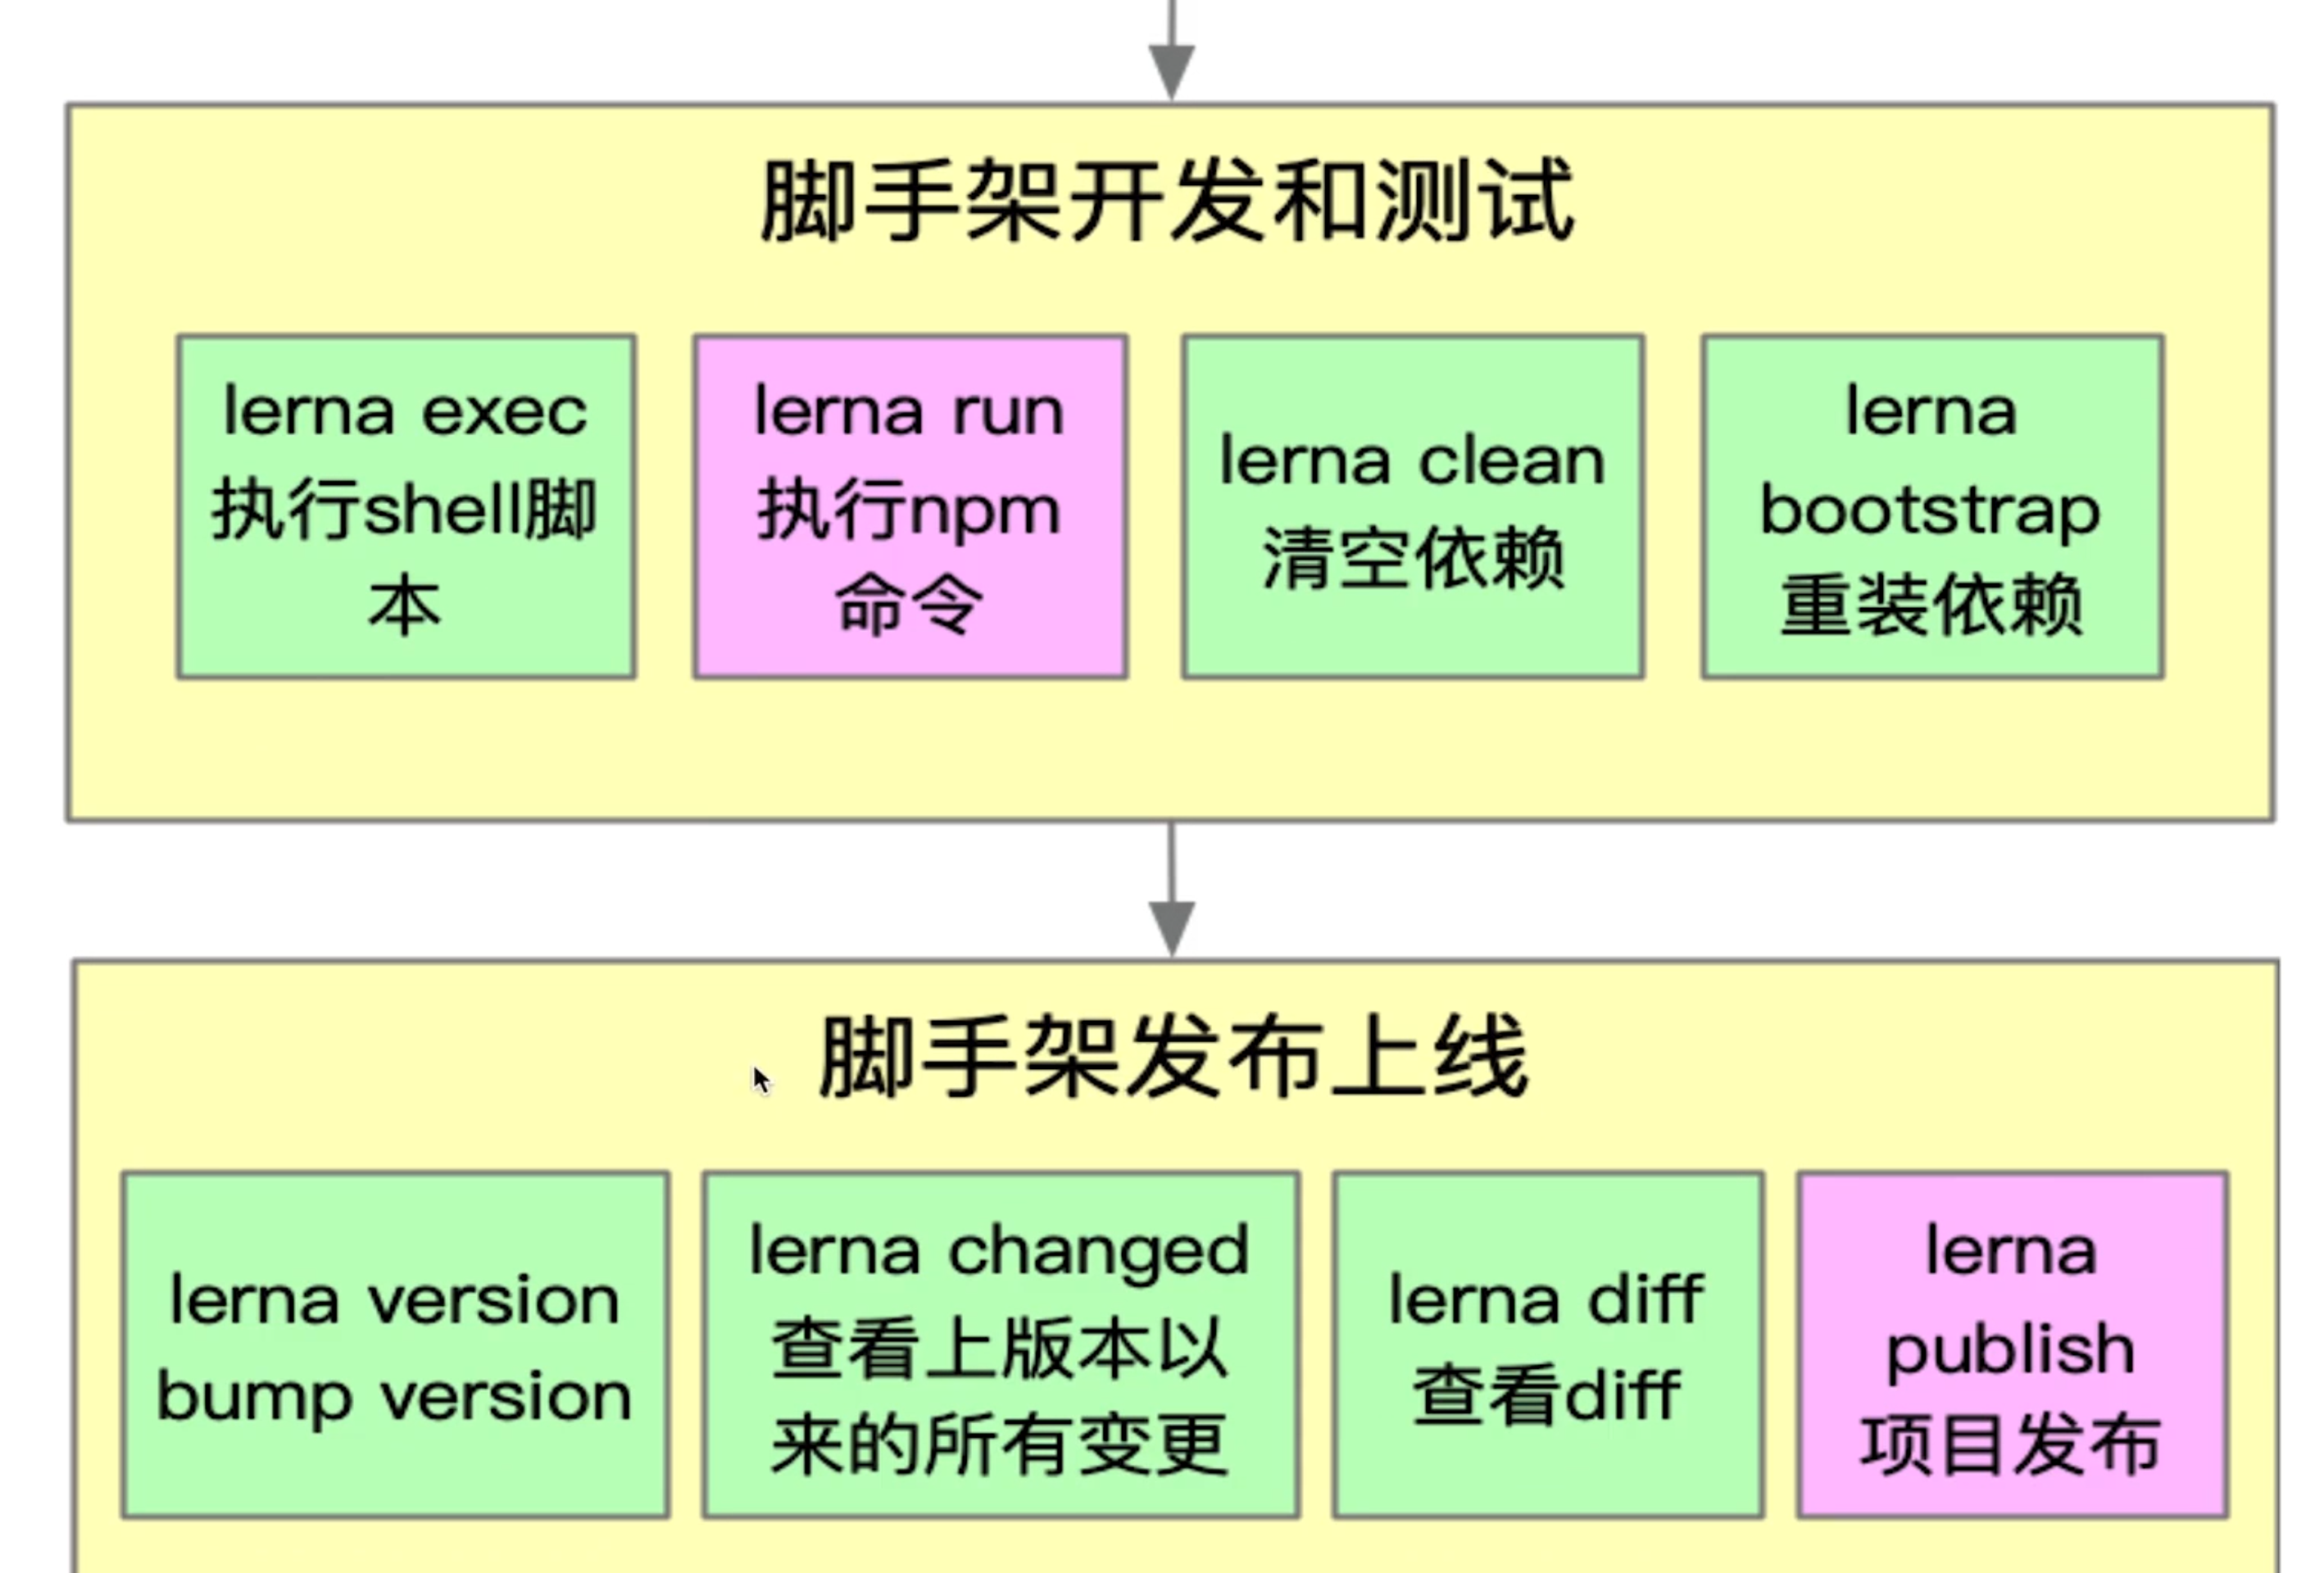 脚手架开发和测试
lerna exec
执行shell脚
本
lerna run
执行npm
命令
lerna clean
清空依赖
lerna
bootstrap
重装依赖
脚手架发布上线
lerna version
bump version
lerna changed
查看上版本以
来的所有变更
lerna diff
查看diff
lerna
publish
项目发布